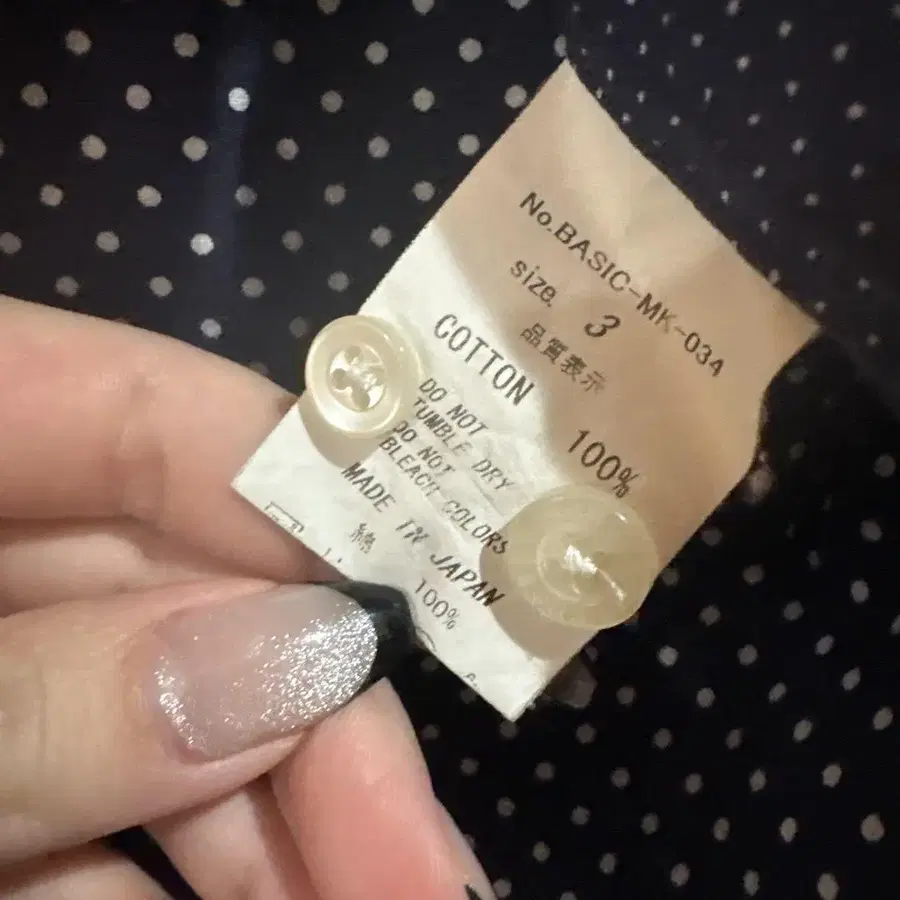 No.BASIC-MK-034
size. 3
品質表示
COTTON 100%
DO NOT
TUMBLE DRY
DO NOT
BLEACH COLORS
MADE IN JAPAN
綿 100%